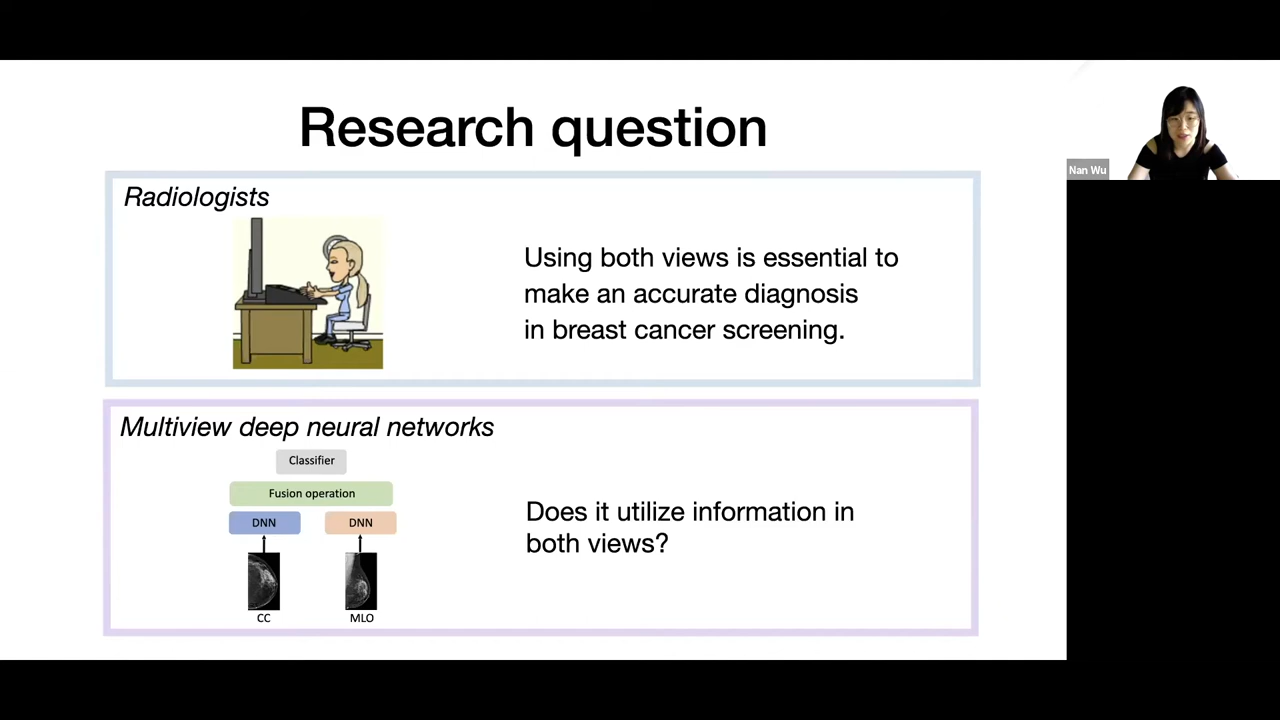 Research question
Nan Wu
Radiologists
Using both views is essential to
make an accurate diagnosis
in breast cancer screening.
Multiview deep neural networks
Classifier
Fusion operation
DNN
DNN
CC
MLO
Does it utilize information in
both views?